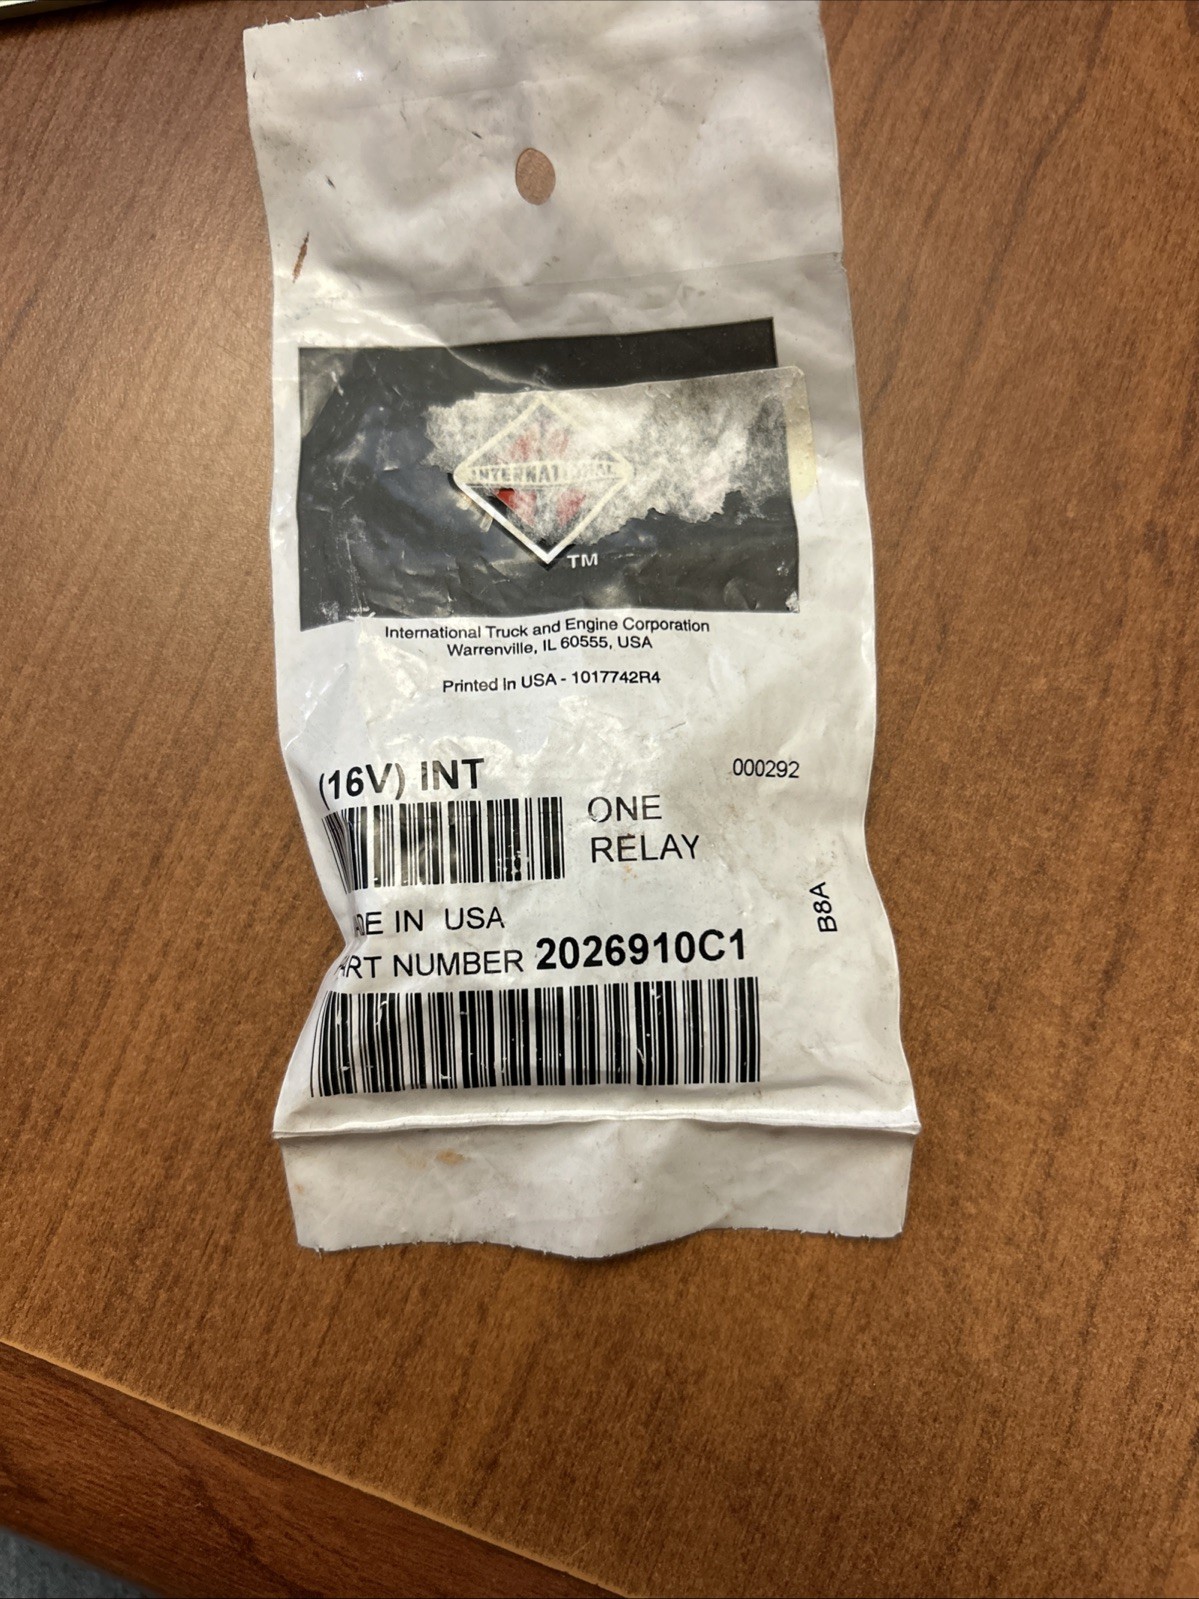 INTERNATIONAL
TM
International Truck and Engine Corporation
Warrenville, IL 60555, USA
Printed In USA - 1017742R4
(16V) INT
000292
ONE
RELAY
ADE IN USA
ART NUMBER 2026910C1
B8A